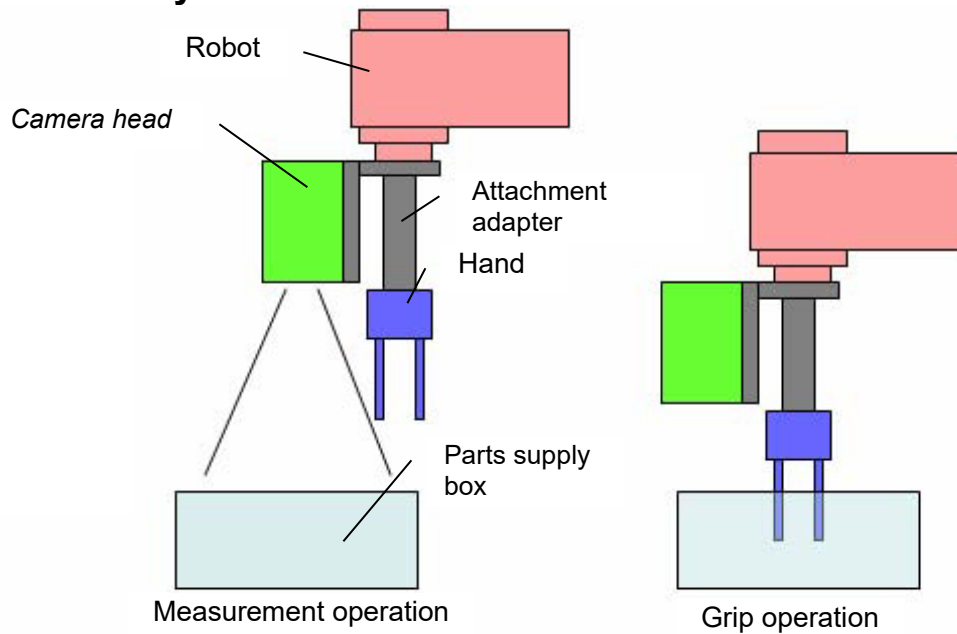 Robot
Camera head
Attachment
adapter
Hand
Parts supply
box
Measurement operation
Grip operation